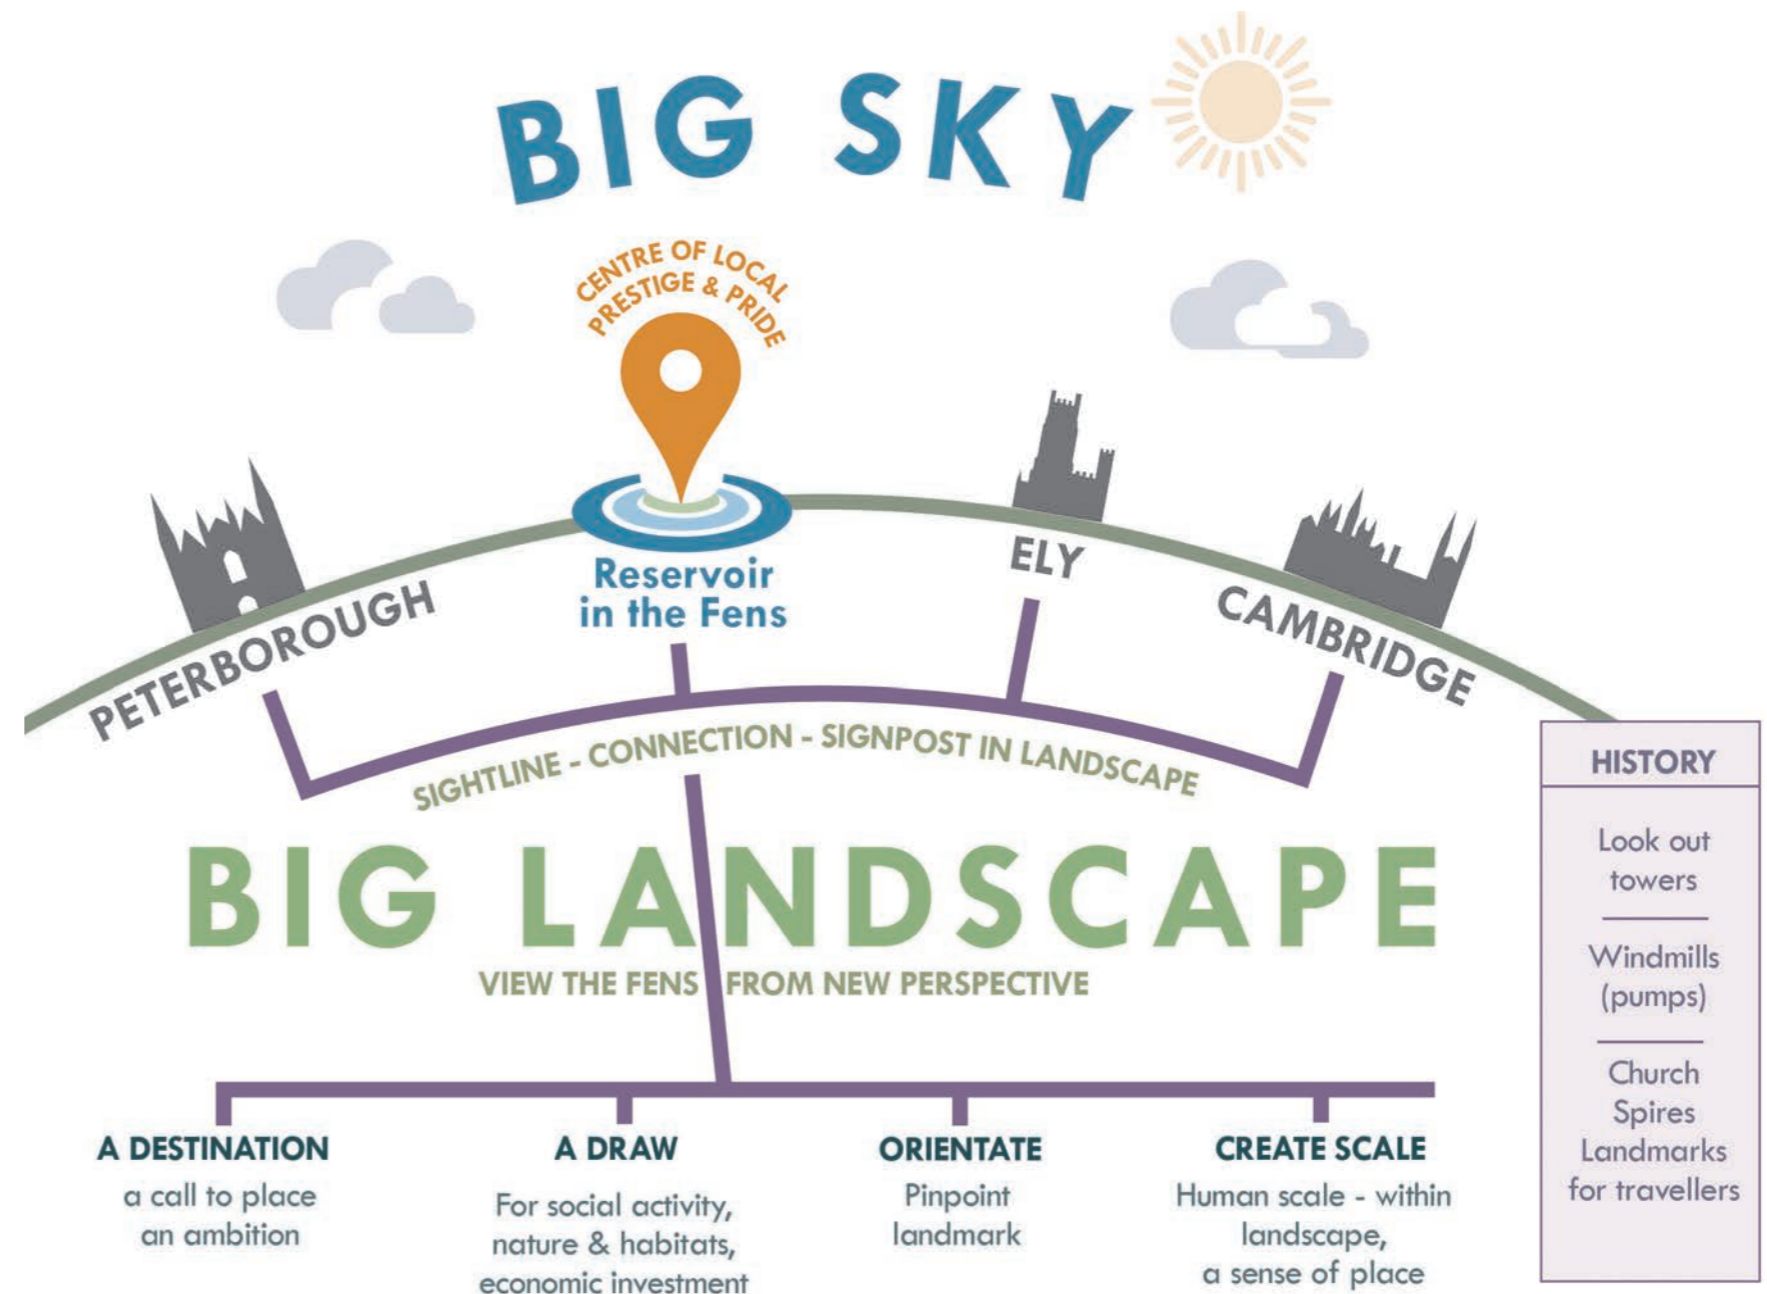 BIG SKY
CENTRE OF LOCAL
PRESTIGE & PRIDE
PETERBOROUGH
Reservoir
in the Fens
ELY
CAMBRIDGE
SIGHTLINE - CONNECTION - SIGNPOST IN LANDSCAPE
BIG LANDSCAPE
VIEW THE FENS FROM NEW PERSPECTIVE
A DESTINATION
a call to place
an ambition
A DRAW
For social activity,
nature & habitats,
economic investment
ORIENTATE
Pinpoint
landmark
CREATE SCALE
Human scale - within
landscape,
a sense of place
HISTORY
Look out
towers
Windmills
(pumps)
Church
Spires
Landmarks
for travellers